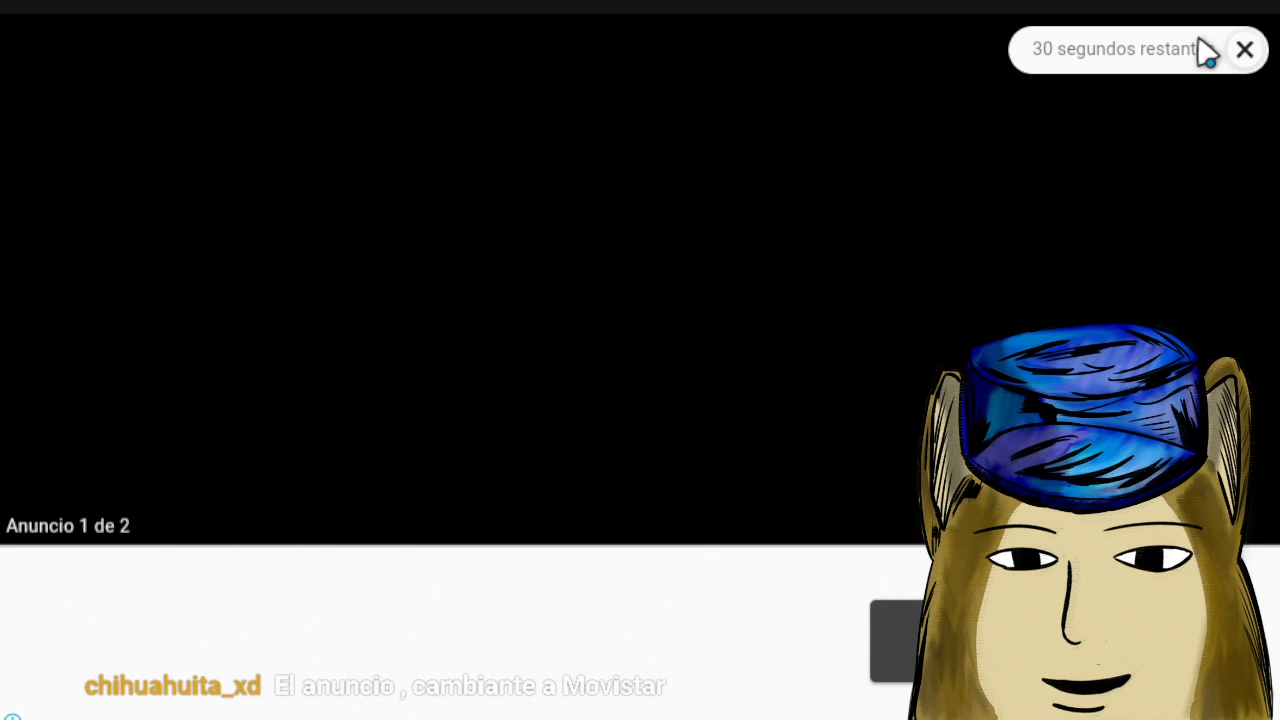 30 segundos restant
Anuncio 1 de 2
chihuahuita_xd El anuncio , cambiante a Movistar